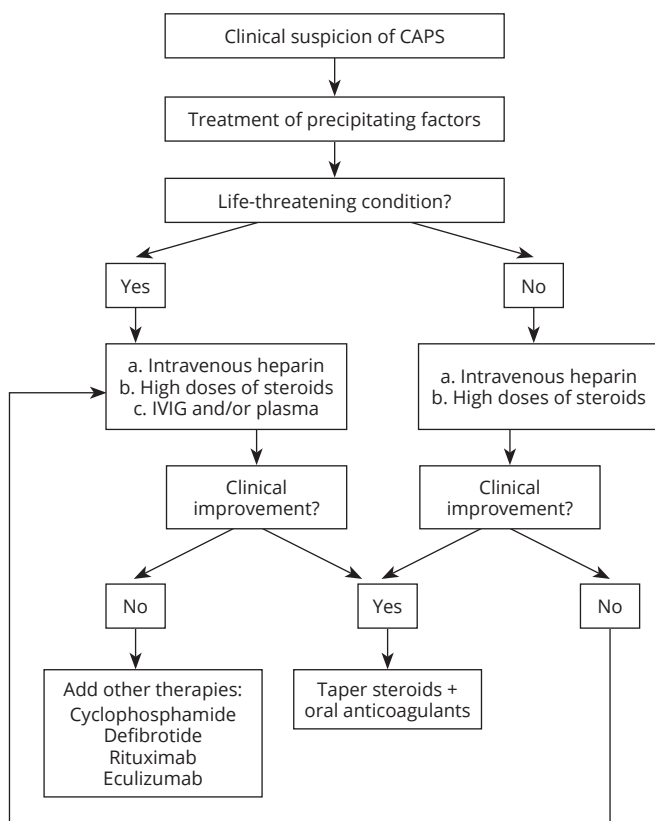 Clinical suspicion of CAPS
Treatment of precipitating factors
Life-threatening condition?
Yes
No
a. Intravenous heparin
b. High doses of steroids
c. IVIG and/or plasma
a. Intravenous heparin
b. High doses of steroids
Clinical
improvement?
Clinical
improvement?
No
Yes
No
Add other therapies:
Cyclophosphamide
Defibrotide
Rituximab
Eculizumab
Taper steroids +
oral anticoagulants